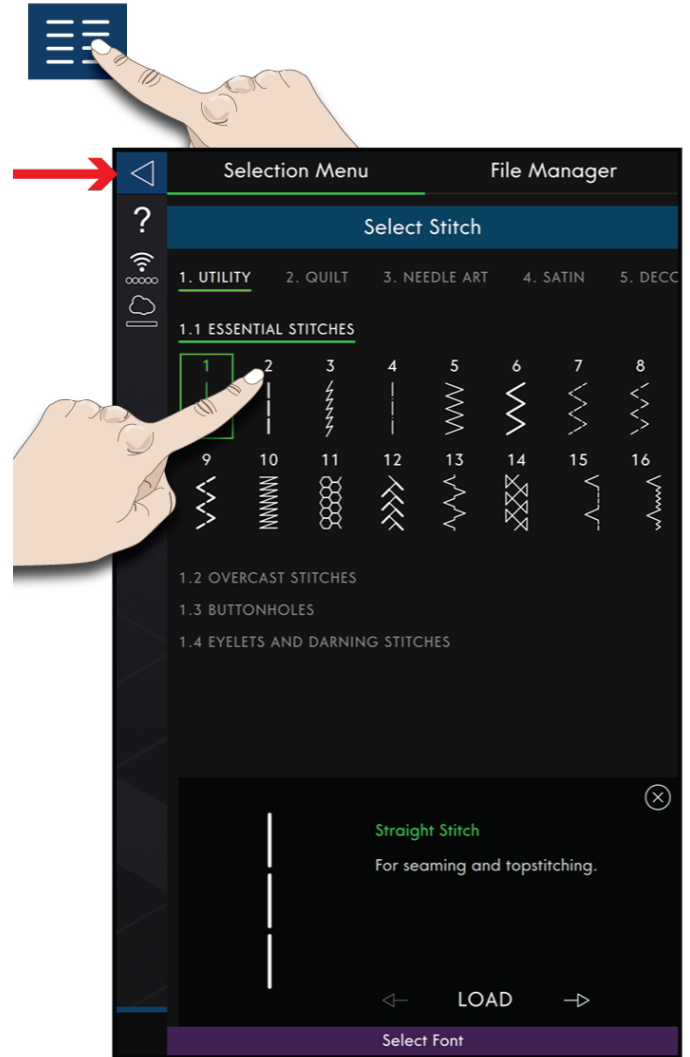 Selection Menu File Manager
?
Select Stitch
1. UTILITY 2. QUILT 3. NEEDLE ART 4. SATIN 5. DECC
1.1 ESSENTIAL STITCHES
1 2 3 4 5 6 7 8
9 10 11 12 13 14 15 16
1.2 OVERCAST STITCHES
1.3 BUTTONHOLES
1.4 EYELETS AND DARNING STITCHES
Straight Stitch
For seaming and topstitching.
LOAD
Select Font